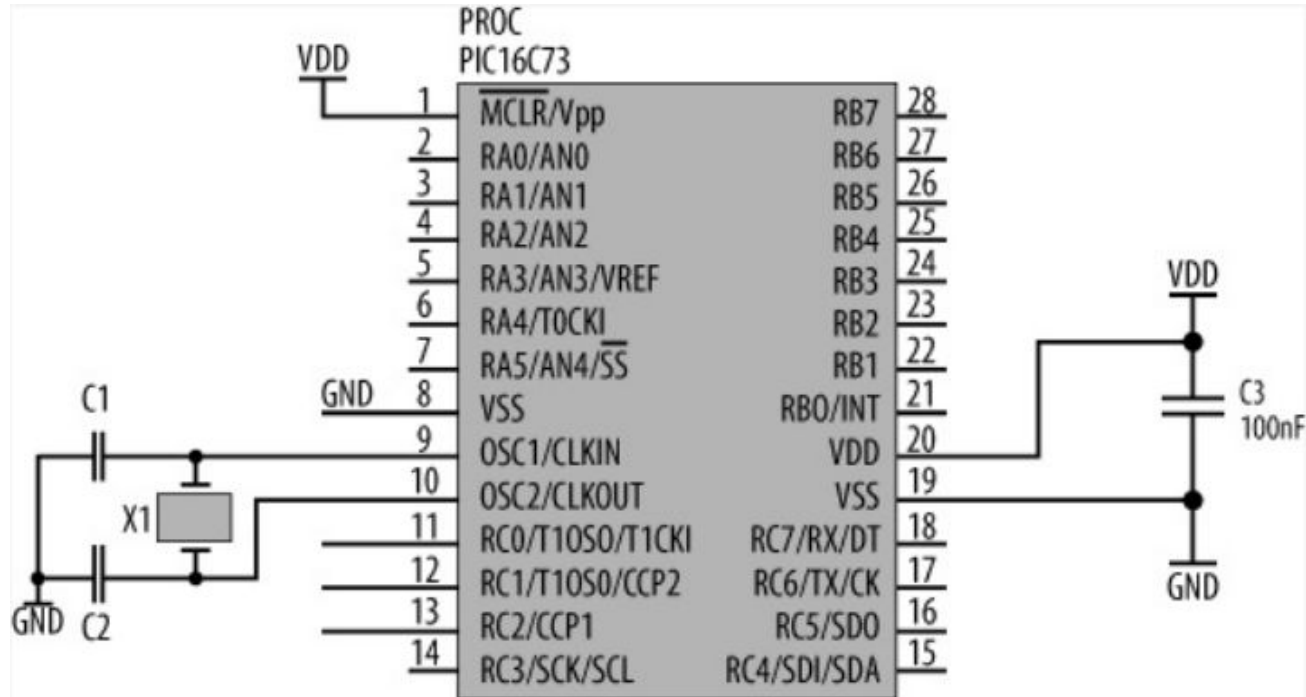 PROC
PIC16C73
VDD
1 MCLR/Vpp RB7 28
2 RA0/AN0 RB6 27
3 RA1/AN1 RB5 26
4 RA2/AN2 RB4 25
5 RA3/AN3/VREF RB3 24
6 RA4/T0CKI RB2 23
7 RA5/AN4/SS RB1 22
GND 8 VSS RBO/INT 21
9 OSC1/CLKIN VDD 20
10 OSC2/CLKOUT VSS 19
11 RC0/T1OSO/T1CKI RC7/RX/DT 18
12 RC1/T1OS0/CCP2 RC6/TX/CK 17
13 RC2/CCP1 RC5/SDO 16
14 RC3/SCK/SCL RC4/SDI/SDA 15
C1
X1
GND C2
VDD
C3
100nF
GND